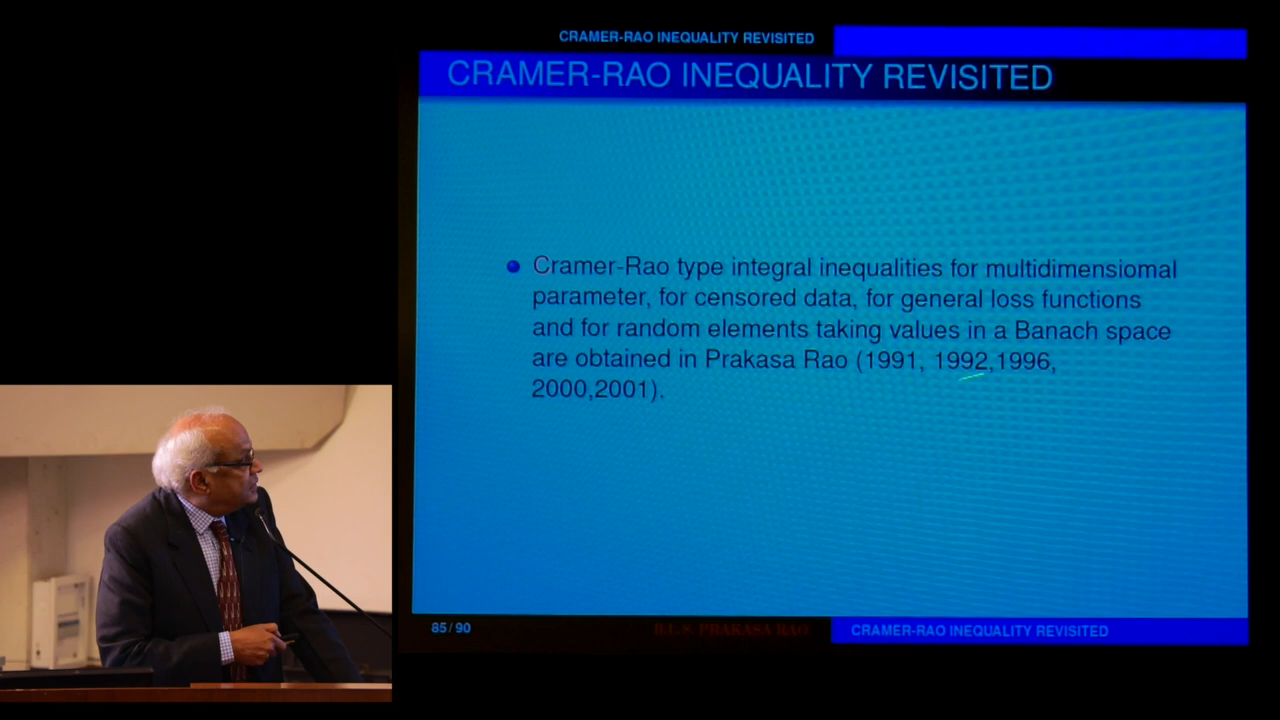 CRAMER-RAO INEQUALITY REVISITED
CRAMER-RAO INEQUALITY REVISITED
Cramer-Rao type integral inequalities for multidimensiomal
parameter, for censored data, for general loss functions
and for random elements taking values in a Banach space
are obtained in Prakasa Rao (1991, 1992,1996,
2000,2001).
85/90
B.L.S. PRAKASA RAO
CRAMER-RAO INEQUALITY REVISITED